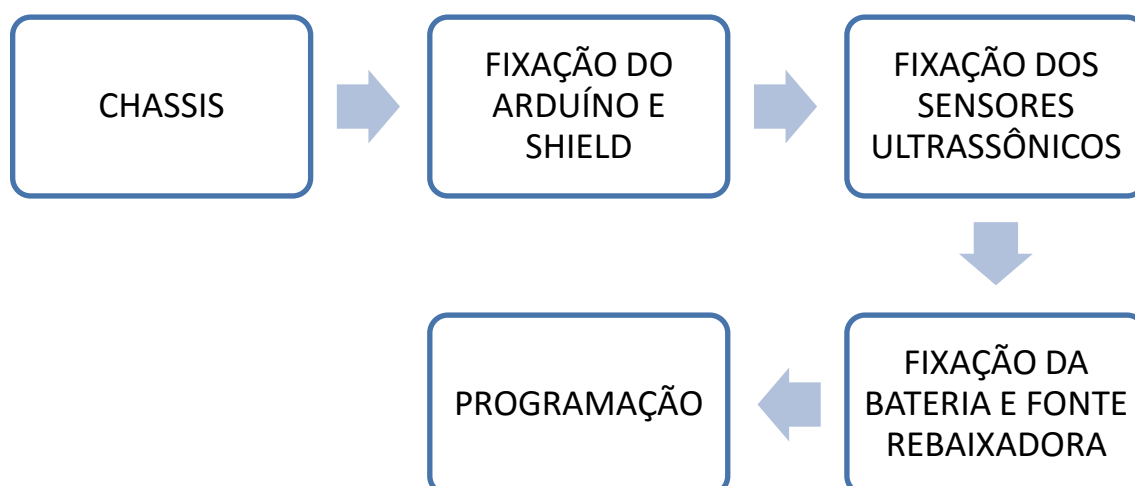 CHASSIS
FIXAÇÃO DO
ARDUÍNO E
SHIELD
FIXAÇÃO DOS
SENSORES
ULTRASSÔNICOS
FIXAÇÃO DA
BATERIA E FONTE
REBAIXADORA
PROGRAMAÇÃO